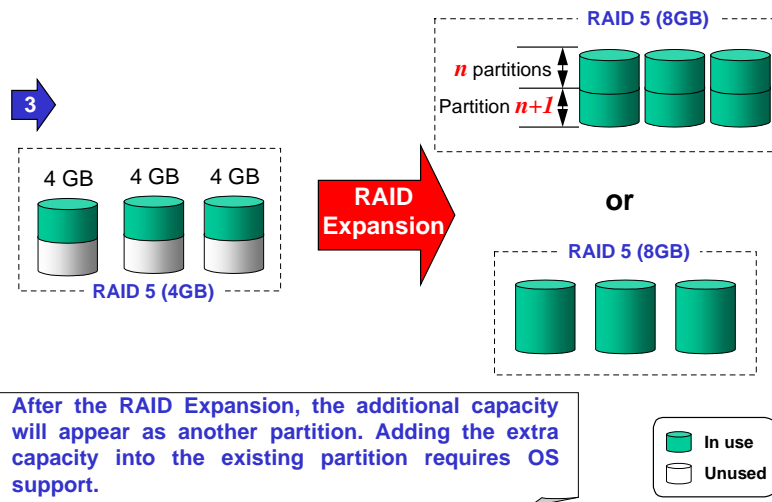 RAID 5 (8GB)
n partitions
Partition n+1
3
4 GB 4 GB 4 GB
RAID 5 (4GB)
RAID
Expansion
or
RAID 5 (8GB)
After the RAID Expansion, the additional capacity
will appear as another partition. Adding the extra
capacity into the existing partition requires OS
support.
In use
Unused